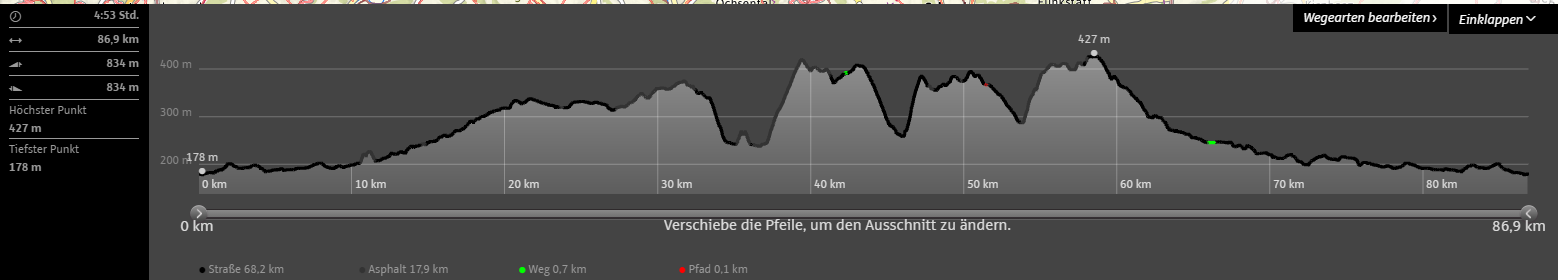 Ochsental
4:53 Std.
86,9 km
834 m
834 m
Höchster Punkt
427 m
Tiefster Punkt
178 m
Wegearten bearbeiten ›
Einklappen
427 m
400 m
300 m
200 m
178 m
0 km
10 km
20 km
30 km
40 km
50 km
60 km
70 km
80 km
0 km
Verschiebe die Pfeile, um den Ausschnitt zu ändern.
86,9 km
Straße 68,2 km
Asphalt 17,9 km
Weg 0,7 km
Pfad 0,1 km